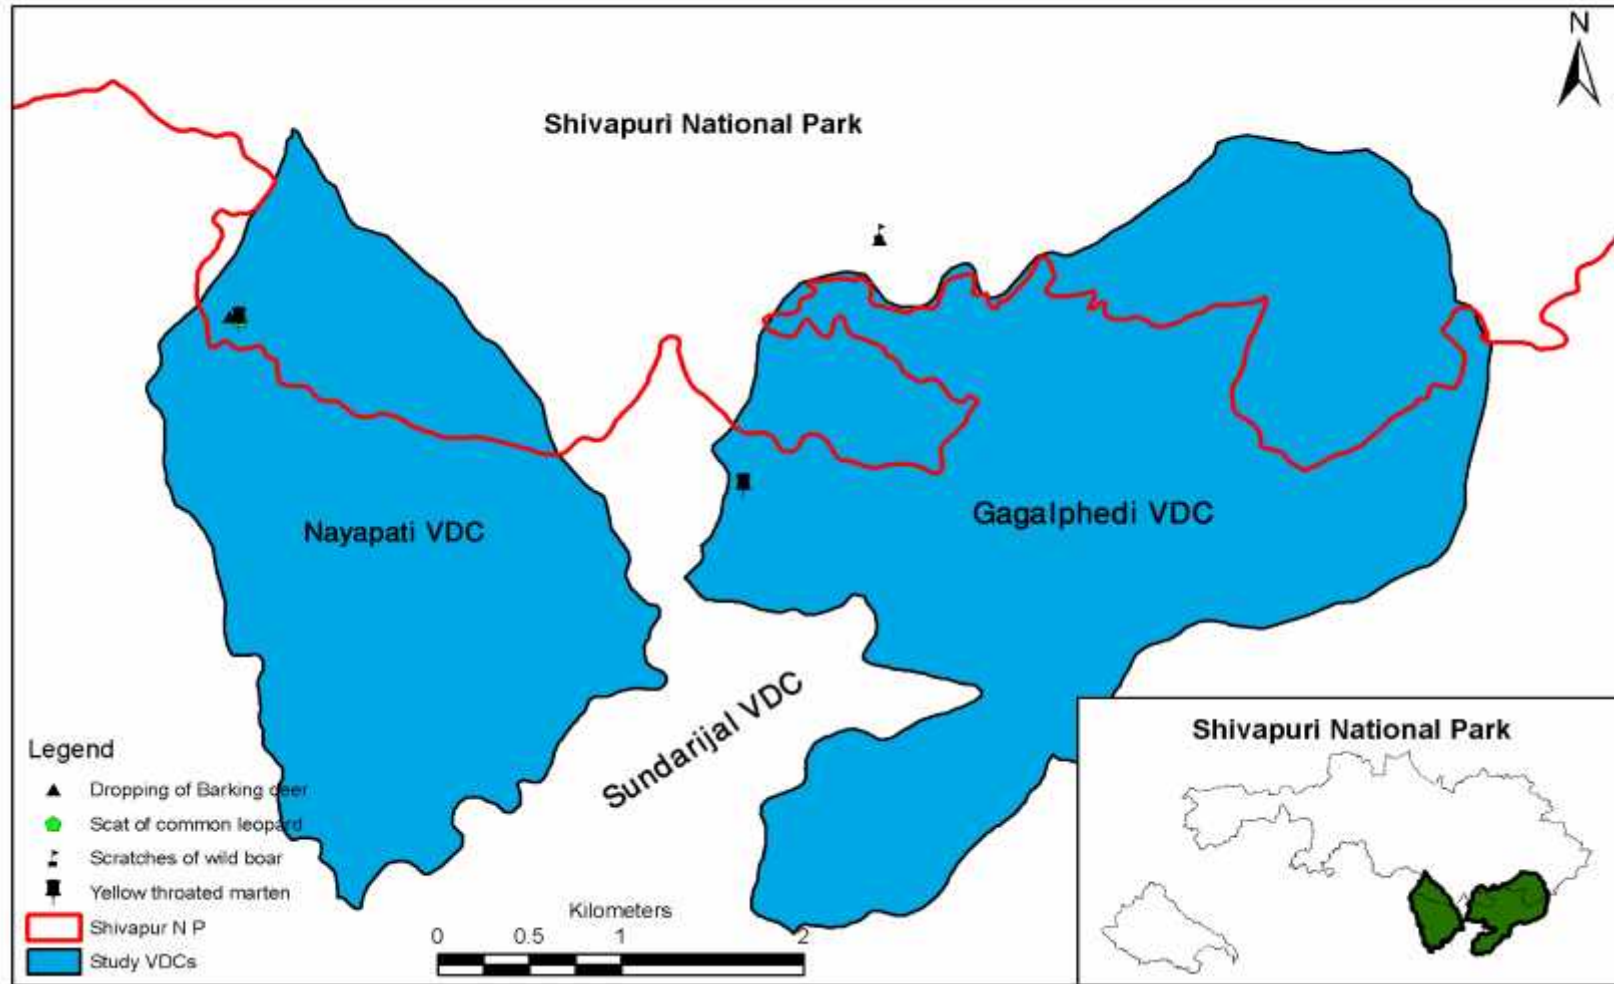 N
Shivapuri National Park
Nayapati VDC
Gagalphedi VDC
Sundarijal VDC
Legend
Dropping of Barking deer
Scat of common leopard
Scratches of wild boar
Yellow throated marten
Shivapur N P
Study VDCs
Kilometers
0 0.5 1 2
Shivapuri National Park